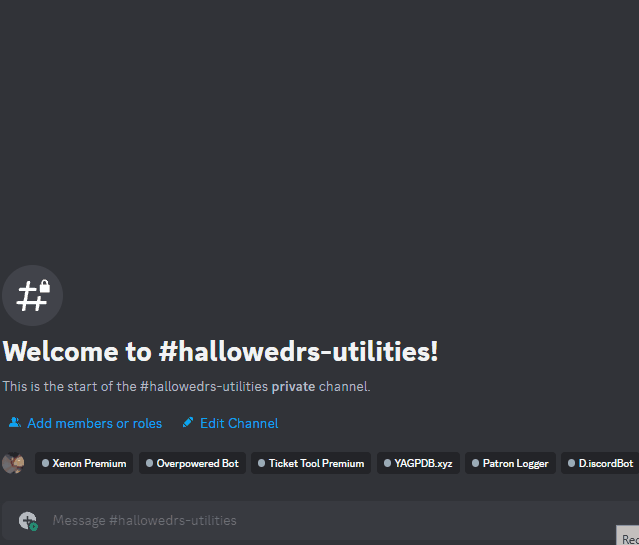 Welcome to #hallowedrs-utilities!
This is the start of the #hallowedrs-utilities private channel.
Add members or roles Edit Channel
Xenon Premium Overpowered Bot Ticket Tool Premium YAGPDB.xyz Patron Logger D.iscordBot
Message #hallowedrs-utilities